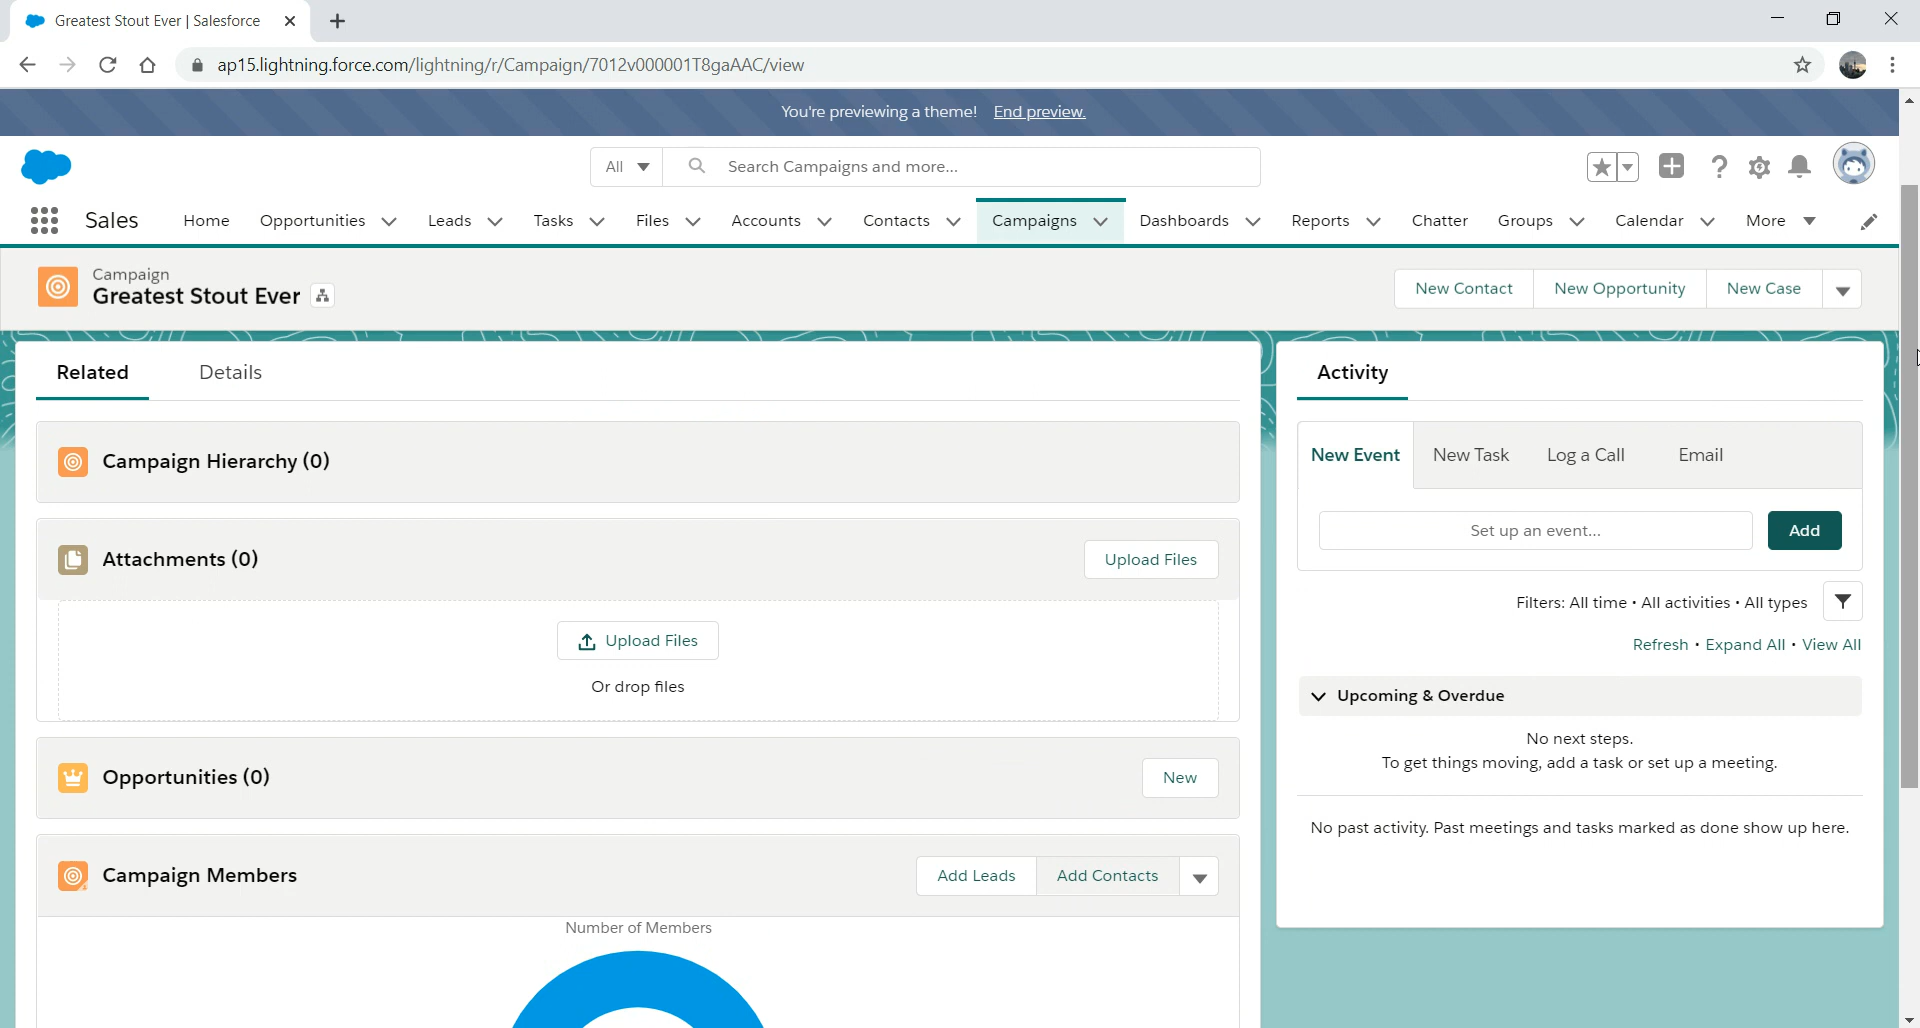 Greatest Stout Ever | Salesforce
ap15.lightning.force.com/lightning/r/Campaign/7012v000001T8gaAAC/view
You're previewing a theme! End preview.
All Search Campaigns and more...
Sales Home Opportunities Leads Tasks Files Accounts Contacts Campaigns Dashboards Reports Chatter Groups Calendar More
Campaign
Greatest Stout Ever
New Contact New Opportunity New Case
Related Details
Campaign Hierarchy (0)
Attachments (0) Upload Files
Upload Files
Or drop files
Opportunities (0) New
Campaign Members Add Leads Add Contacts
Number of Members
Activity
New Event New Task Log a Call Email
Set up an event... Add
Filters: All time • All activities • All types
Refresh • Expand All • View All
Upcoming & Overdue
No next steps.
To get things moving, add a task or set up a meeting.
No past activity. Past meetings and tasks marked as done show up here.